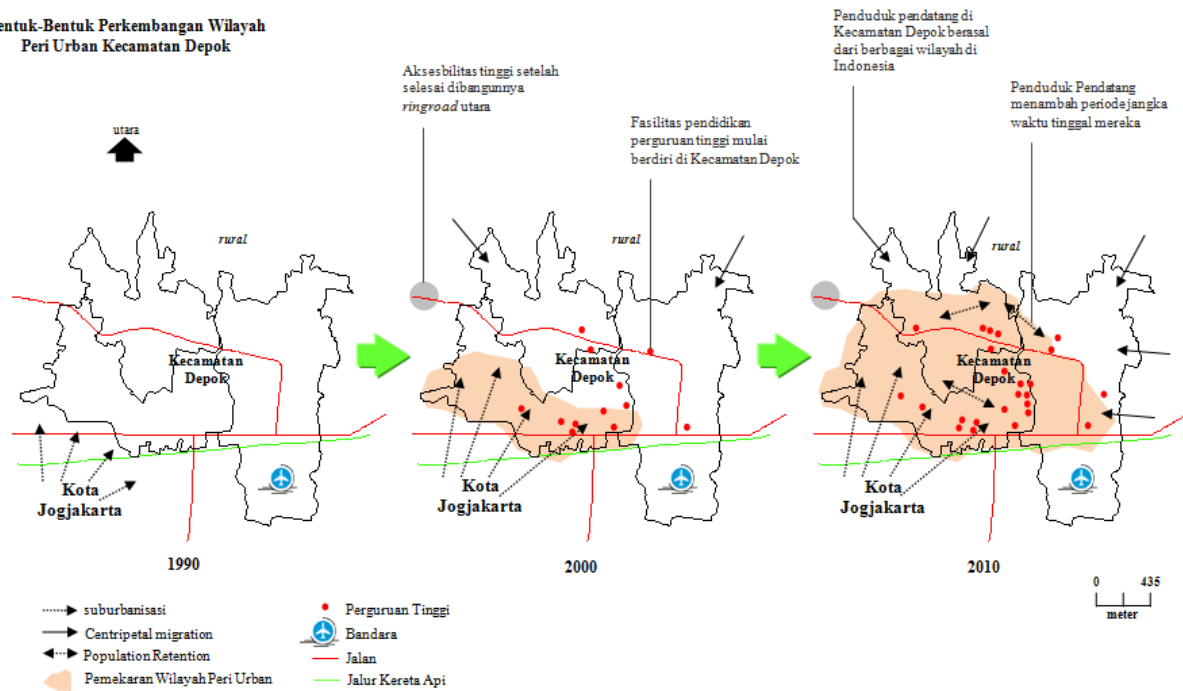 entuk-Bentuk Perkembangan Wilayah
Peri Urban Kecamatan Depok
utara
rural
Kecamatan
Depok
Kota
Jogjakarta
1990
Aksesbilitas tinggi setelah
selesai dibangunnya
ringroad utara
Fasilitas pendidikan
perguruan tinggi mulai
berdiri di Kecamatan Depok
rural
Kecamatan
Depok
Kota
Jogjakarta
2000
Penduduk pendatang di
Kecamatan Depok berasal
dari berbagai wilayah di
Indonesia
Penduduk Pendatang
menambah periode jangka
waktu tinggal mereka
rural
Kecamatan
Depok
Kota
Jogjakarta
2010
0 435
meter
suburbanisasi
Centripetal migration
Population Retention
Pemekaran Wilayah Peri Urban
Perguruan Tinggi
Bandara
Jalan
Jalur Kereta Api